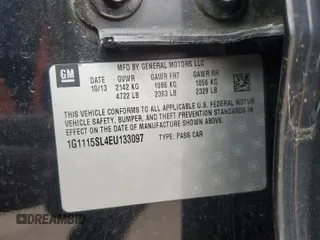 GM
MFD BY GENERAL MOTORS LLC
DATE GVWR GAWR FRT GAWR RR
10/13 2142 KG 1086 KG 1056 KG
4722 LB 2393 LB 2329 LB
THIS VEHICLE CONFORMS TO ALL APPLICABLE U.S. FEDERAL MOTOR
VEHICLE SAFETY, BUMPER, AND THEFT PREVENTION STANDARDS IN
EFFECT ON THE DATE OF MANUFACTURE SHOWN ABOVE.
1G1115SL4EU133097 TYPE: PASS CAR
DREAMBID